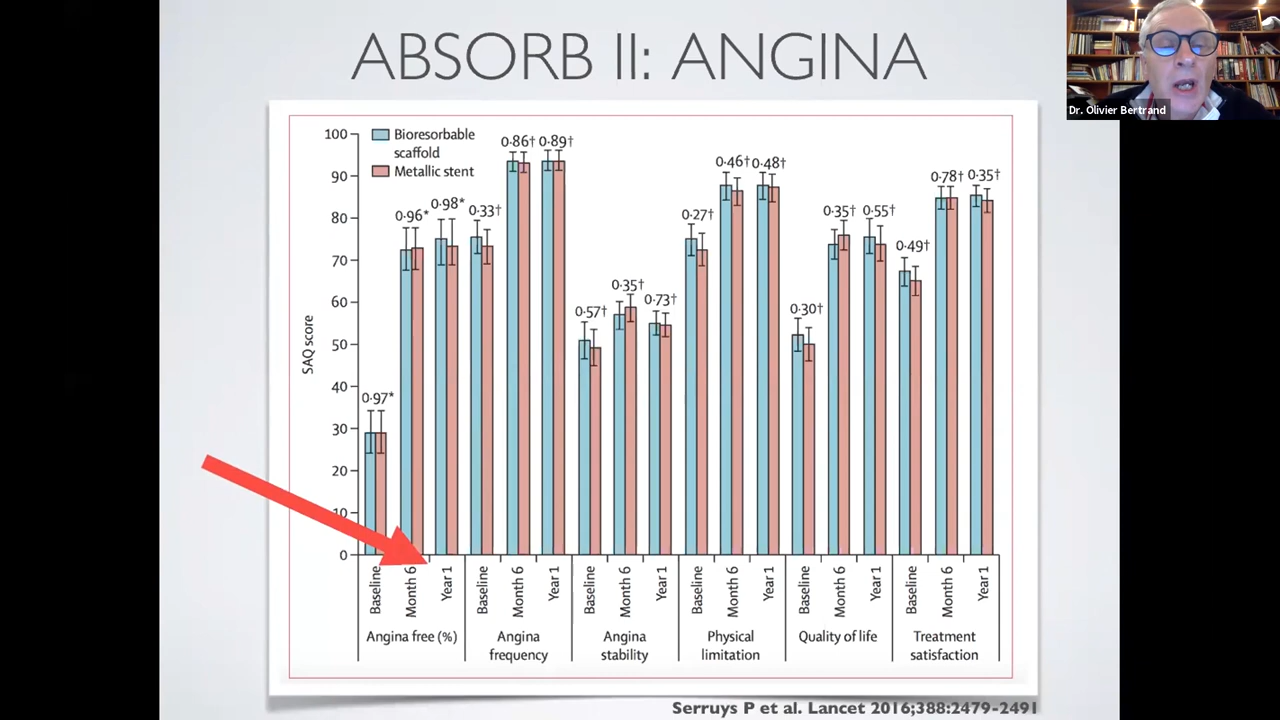 ABSORB II: ANGINA
Dr. Olivier Bertrand
Bioresorbable
scaffold
Metallic stent
SAQ score
100
90
80
70
60
50
40
30
20
10
0
0·97*
0·96*
0·98*
0·33†
0·86†
0·89†
0·57†
0·35†
0·73†
0·27†
0·46†
0·48†
0·30†
0·35†
0·55†
0·49†
0·78†
0·35†
Baseline
Month 6
Year 1
Baseline
Month 6
Year 1
Baseline
Month 6
Year 1
Baseline
Month 6
Year 1
Baseline
Month 6
Year 1
Baseline
Month 6
Year 1
Angina free (%)
Angina
frequency
Angina
stability
Physical
limitation
Quality of life
Treatment
satisfaction
Serruys P et al. Lancet 2016;388:2479-2491